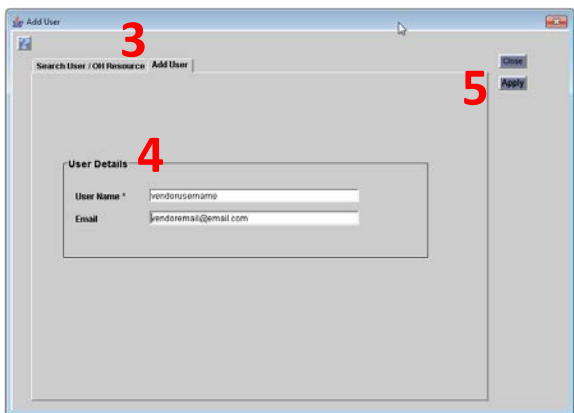 Add User
3
Search User / OH Resource Add User
Close
5
Apply
4
User Details
User Name * vendorusername
Email vendoremail@email.com